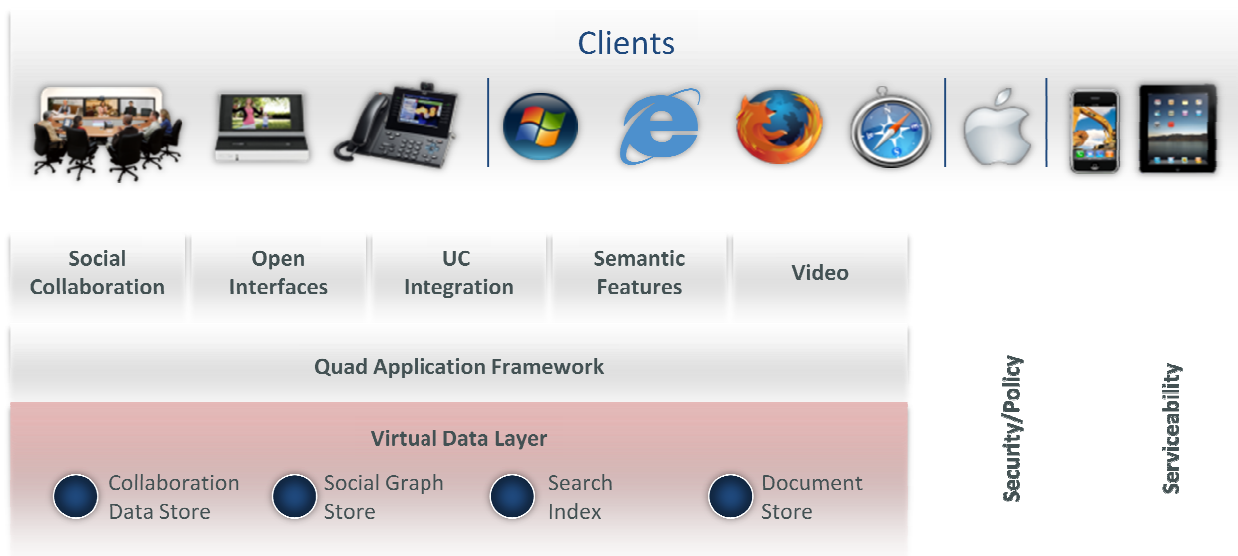 Clients
Social
Collaboration
Open
Interfaces
UC
Integration
Semantic
Features
Video
Quad Application Framework
Virtual Data Layer
Collaboration
Data Store
Social Graph
Store
Search
Index
Document
Store
Security/Policy
Serviceability